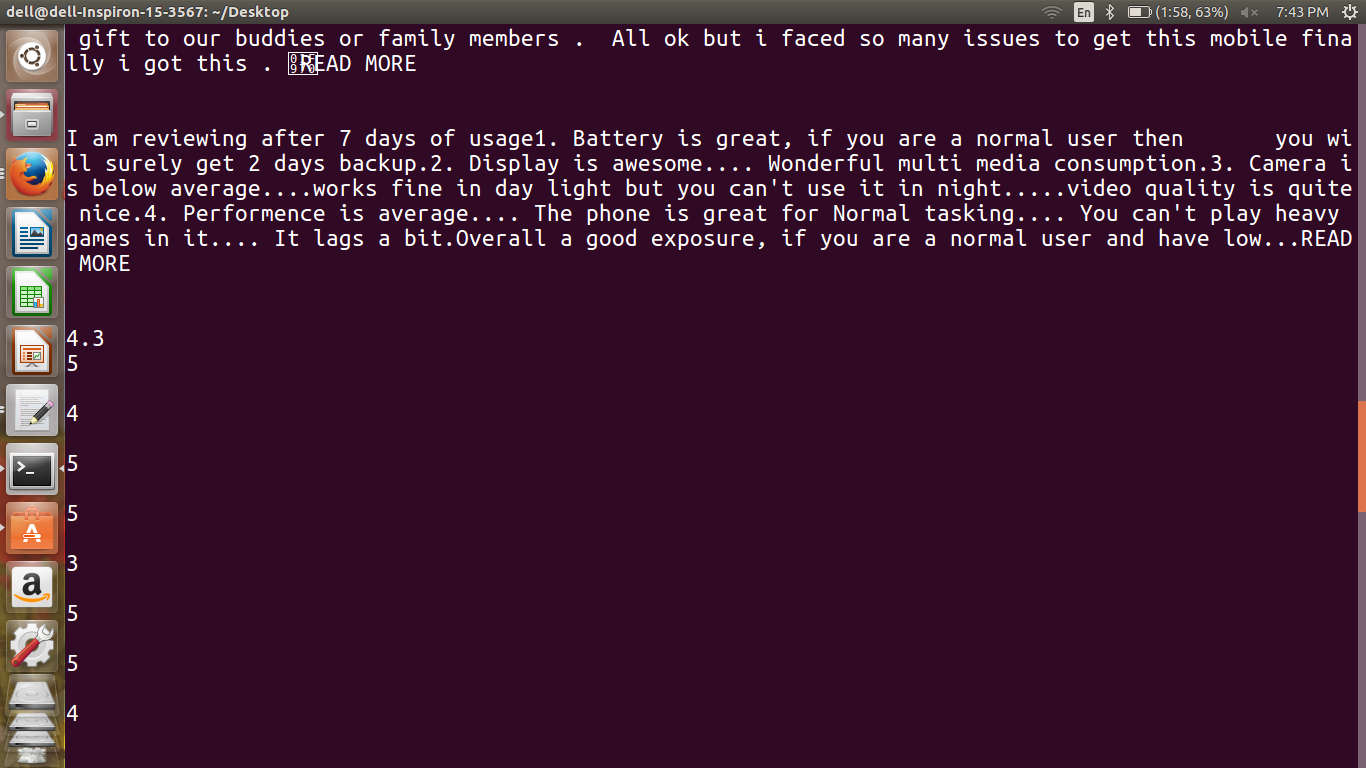 dell@dell-Inspiron-15-3567: ~/Desktop
En
(1:58, 63%)
7:43 PM
gift to our buddies or family members .  All ok but i faced so many issues to get this mobile fina
lly i got this . READ MORE
I am reviewing after 7 days of usage1. Battery is great, if you are a normal user then       you wi
ll surely get 2 days backup.2. Display is awesome.... Wonderful multi media consumption.3. Camera i
s below average....works fine in day light but you can't use it in night.....video quality is quite
nice.4. Performence is average.... The phone is great for Normal tasking.... You can't play heavy
games in it.... It lags a bit.Overall a good exposure, if you are a normal user and have low...READ
MORE
4.3
5
4
5
5
3
5
5
4